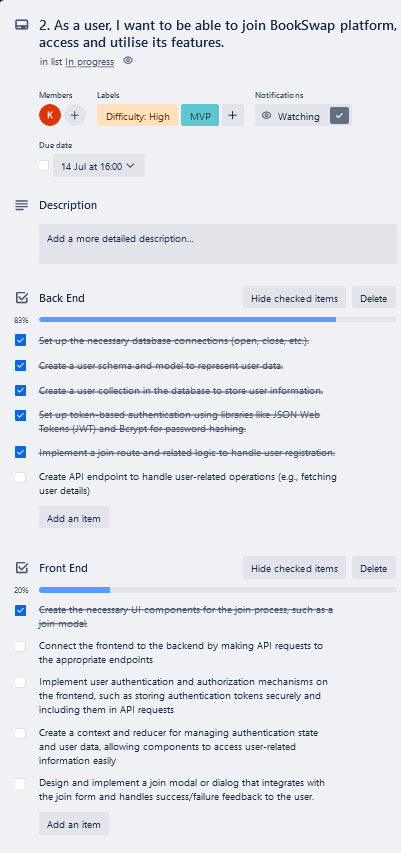 2. As a user, I want to be able to join BookSwap platform,
access and utilise its features.
in list In progress
Members
Labels
Notifications
K
+
Difficulty: High
MVP
+
Watching
Due date
14 Jul at 16:00
Description
Add a more detailed description...
Back End
Hide checked items
Delete
83%
Set up the necessary database connections (open, close, etc.).
Create a user schema and model to represent user data.
Create a user collection in the database to store user information.
Set up token-based authentication using libraries like JSON Web
Tokens (JWT) and Bcrypt for password hashing.
Implement a join route and related logic to handle user registration.
Create API endpoint to handle user-related operations (e.g., fetching
user details)
Add an item
Front End
Hide checked items
Delete
20%
Create the necessary UI components for the join process, such as a
join modal.
Connect the frontend to the backend by making API requests to
the appropriate endpoints
Implement user authentication and authorization mechanisms on
the frontend, such as storing authentication tokens securely and
including them in API requests
Create a context and reducer for managing authentication state
and user data, allowing components to access user-related
information easily
Design and implement a join modal or dialog that integrates with
the join form and handles success/failure feedback to the user.
Add an item